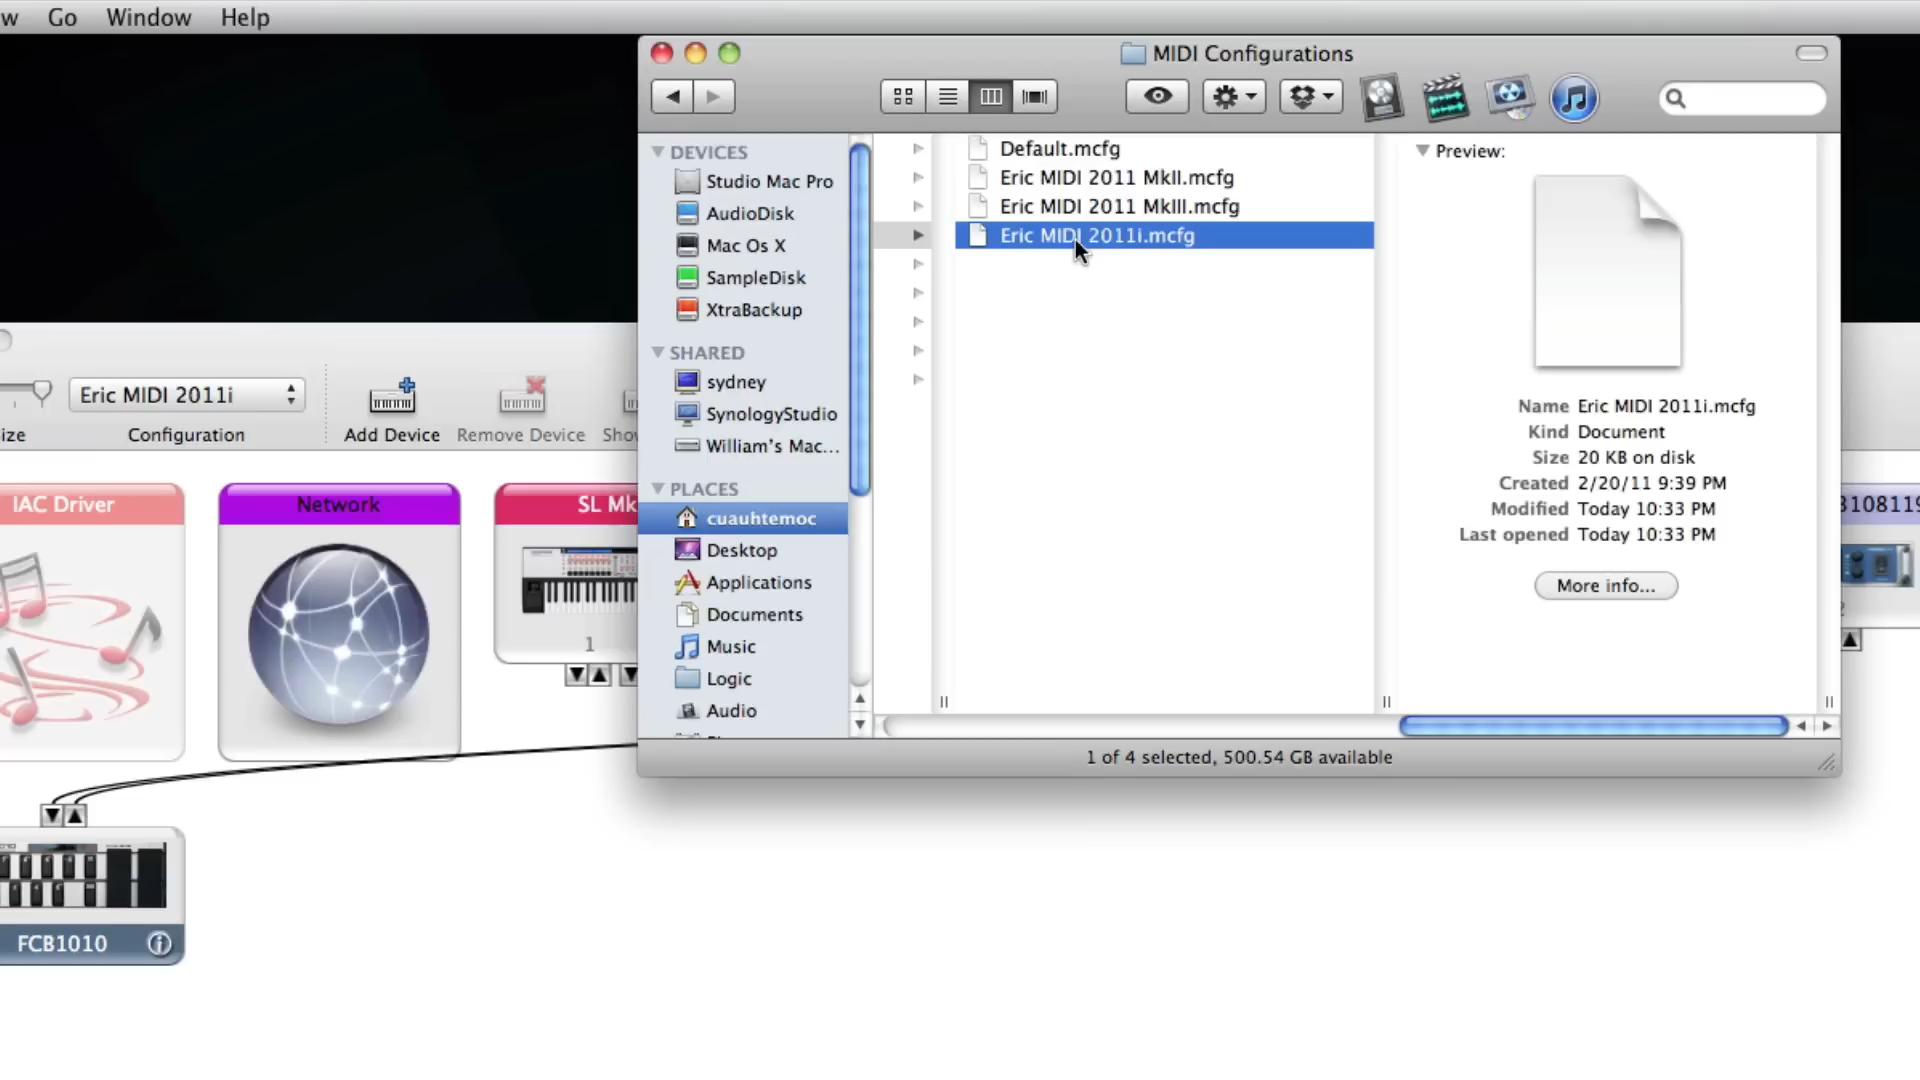 w Go Window Help
MIDI Configurations
DEVICES
Studio Mac Pro
AudioDisk
Mac Os X
SampleDisk
XtraBackup
SHARED
sydney
SynologyStudio
William's Mac...
PLACES
cuauhtemoc
Desktop
Applications
Documents
Music
Logic
Audio
Default.mcfg
Eric MIDI 2011 MkII.mcfg
Eric MIDI 2011 MkIII.mcfg
Eric MIDI 2011i.mcfg
Preview:
Name Eric MIDI 2011i.mcfg
Kind Document
Size 20 KB on disk
Created 2/20/11 9:39 PM
Modified Today 10:33 PM
Last opened Today 10:33 PM
More info...
1 of 4 selected, 500.54 GB available
Eric MIDI 2011i
ize
Configuration
Add Device
Remove Device
Sho
IAC Driver
Network
SL Mk
1
3108119
FCB1010